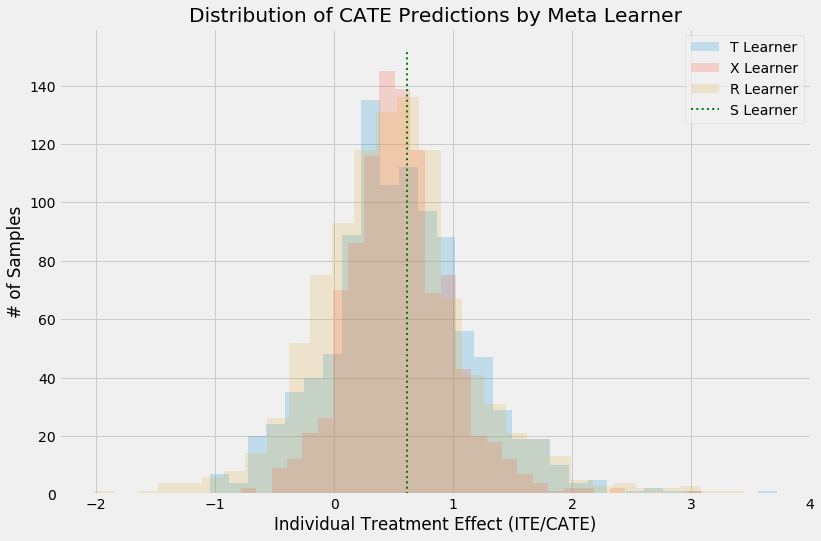 Distribution of CATE Predictions by Meta Learner
T Learner
X Learner
R Learner
S Learner
140
120
100
80
60
40
20
0
# of Samples
−2 −1 0 1 2 3 4
Individual Treatment Effect (ITE/CATE)